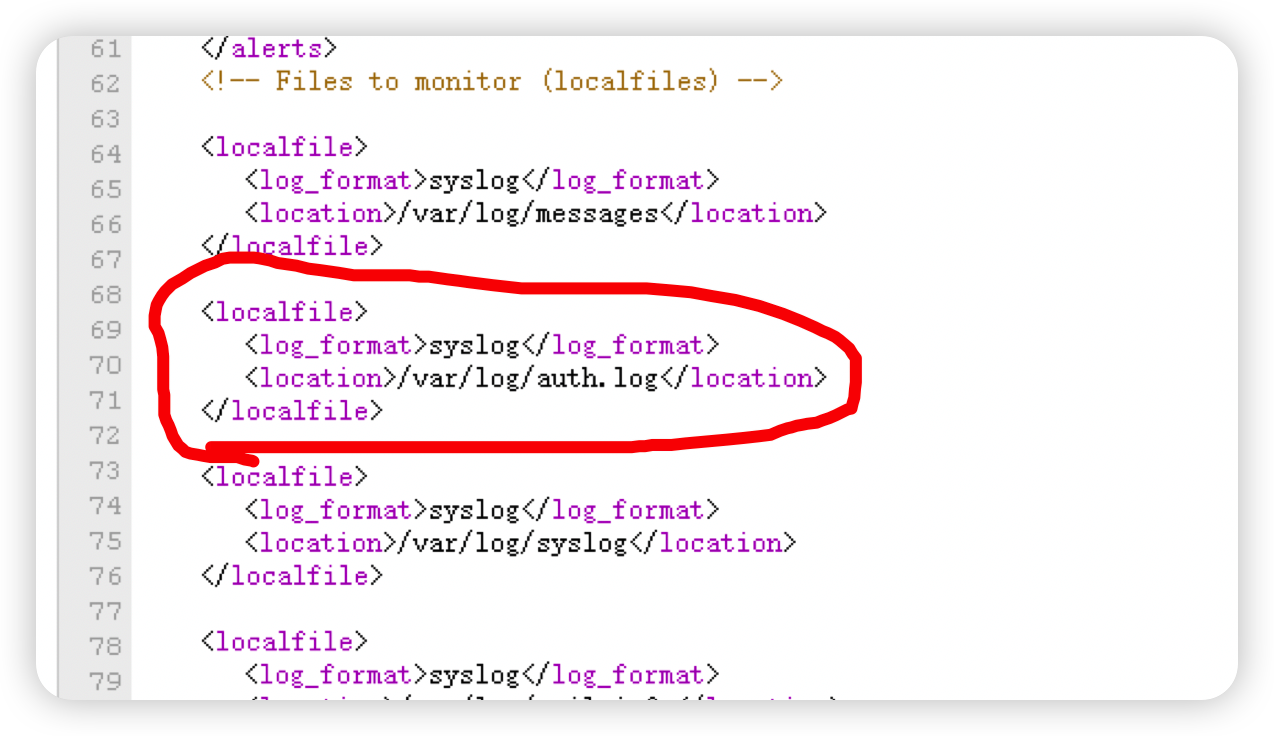 61 </alerts>
62 <!-- Files to monitor (localfiles) -->
63
64 <localfile>
65 <log_format>syslog</log_format>
66 <location>/var/log/messages</location>
67 </localfile>
68
69 <localfile>
70 <log_format>syslog</log_format>
71 <location>/var/log/auth.log</location>
72 </localfile>
73
74 <localfile>
75 <log_format>syslog</log_format>
76 <location>/var/log/syslog</location>
77 </localfile>
78
79 <localfile>
<log_format>syslog</log_format>